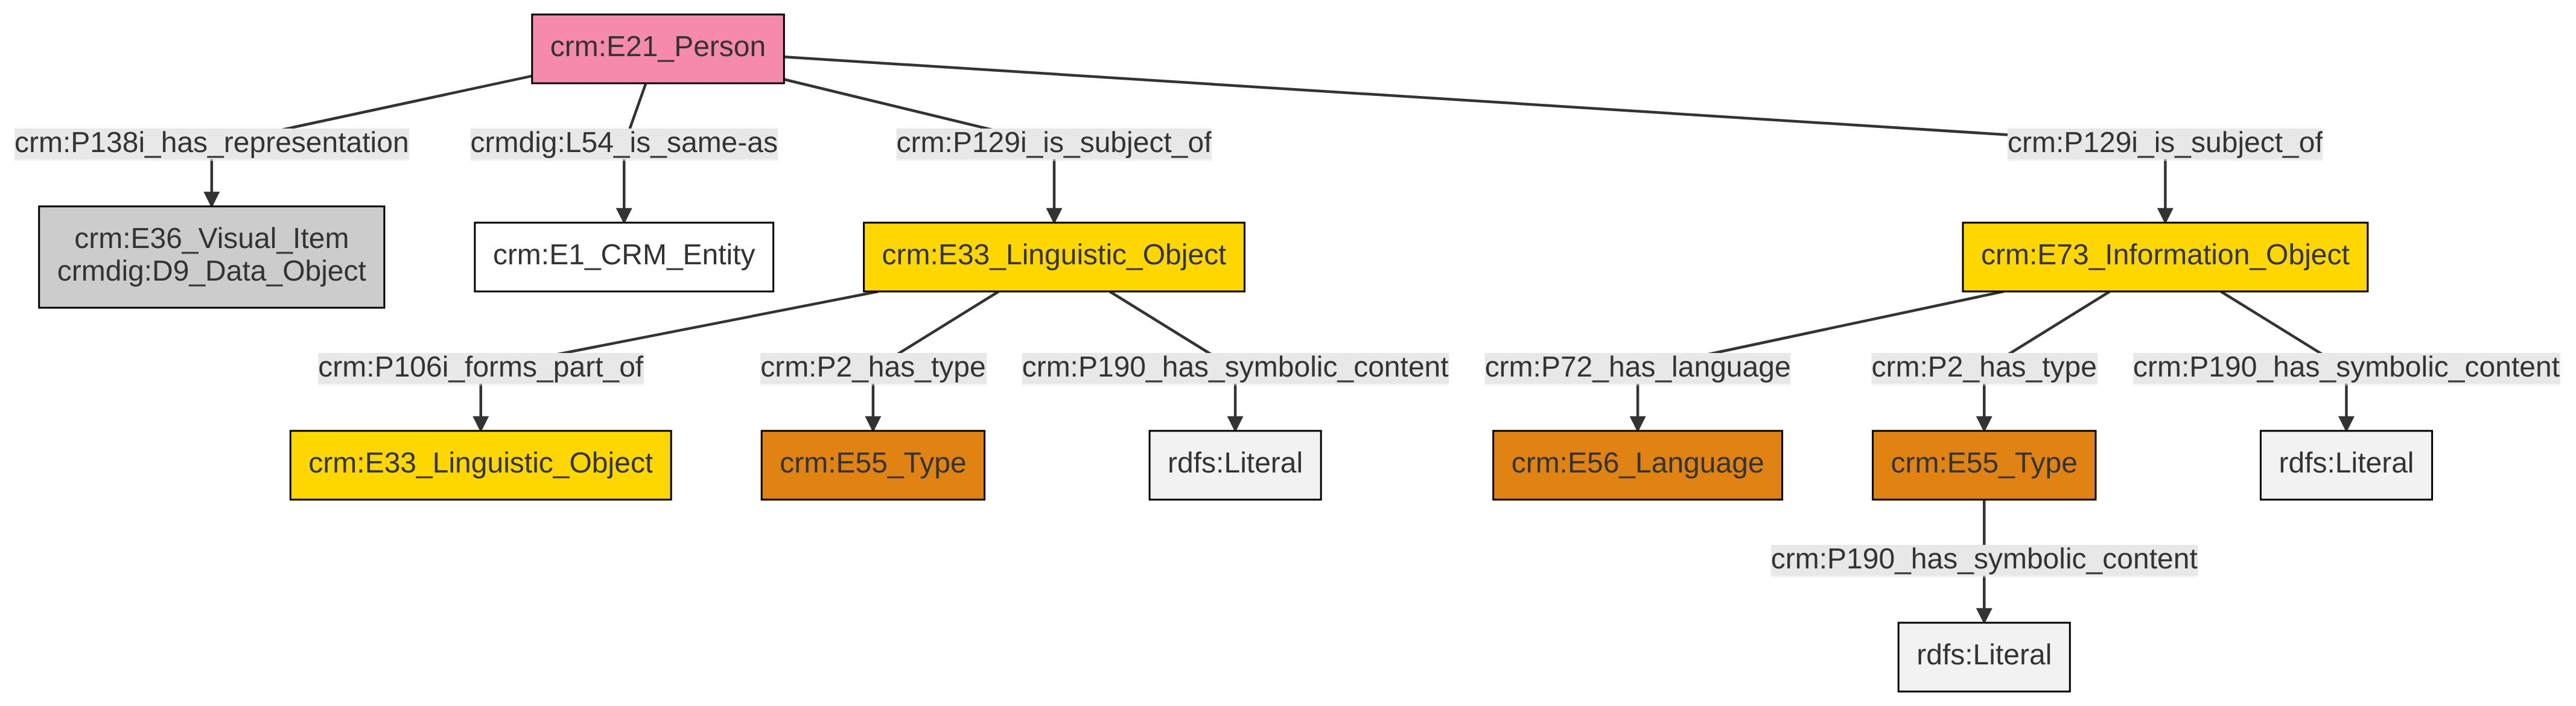 crm:E21_Person
crm:P138i_has_representation
crmdig:L54_is_same-as
crm:P129i_is_subject_of
crm:P129i_is_subject_of
crm:E36_Visual_Item
crmdig:D9_Data_Object
crm:E1_CRM_Entity
crm:E33_Linguistic_Object
crm:E73_Information_Object
crm:P106i_forms_part_of
crm:P2_has_type
crm:P190_has_symbolic_content
crm:P72_has_language
crm:P2_has_type
crm:P190_has_symbolic_content
crm:E33_Linguistic_Object
crm:E55_Type
rdfs:Literal
crm:E56_Language
crm:E55_Type
rdfs:Literal
crm:P190_has_symbolic_content
rdfs:Literal